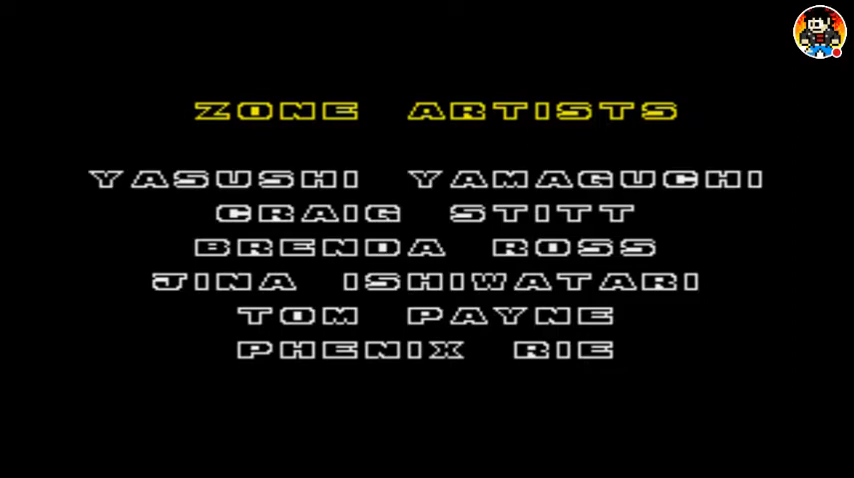 ZONE ARTISTS
YASUSHI YAMAGUCHI
CRAIG STITT
BRENDA ROSS
JINA ISHIWATARI
TOM PAYNE
PHENIX RIE